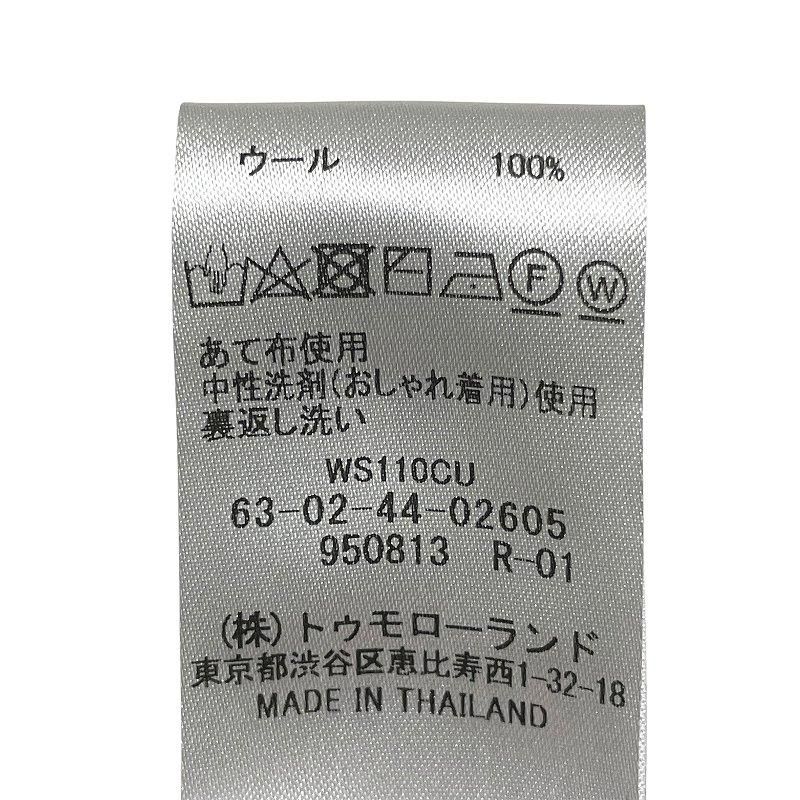 ウール 100%
F W
あて布使用
中性洗剤(おしゃれ着用)使用
裏返し洗い
WS110CU
63-02-44-02605
950813 R-01
(株)トゥモローランド
東京都渋谷区恵比寿西1-32-18
MADE IN THAILAND